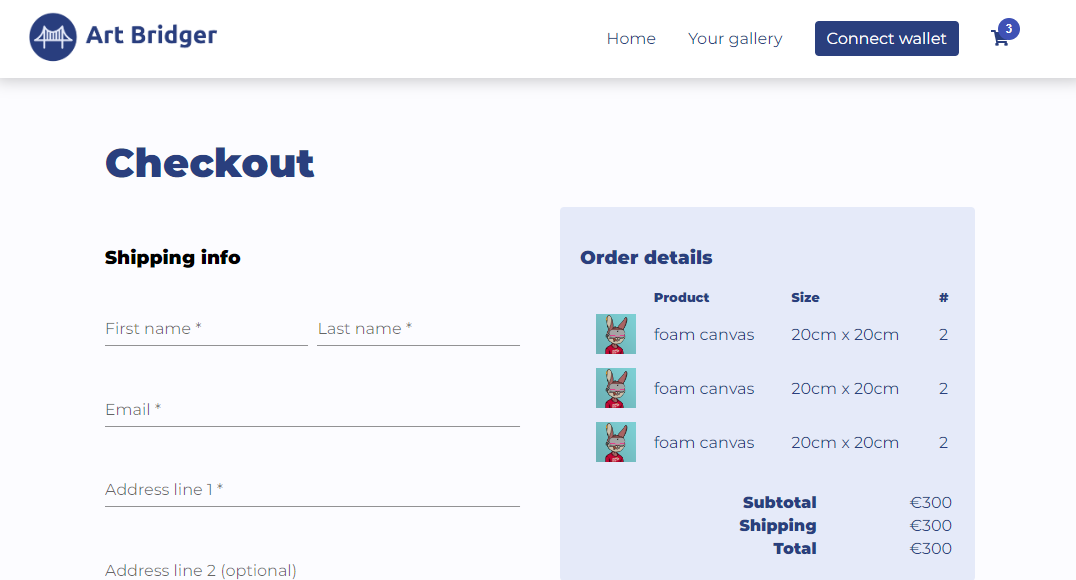 Art Bridger
Home Your gallery Connect wallet 3
Checkout
Shipping info
First name * Last name *
Email *
Address line 1 *
Address line 2 (optional)
Order details
Product Size #
foam canvas 20cm x 20cm 2
foam canvas 20cm x 20cm 2
foam canvas 20cm x 20cm 2
Subtotal €300
Shipping €300
Total €300